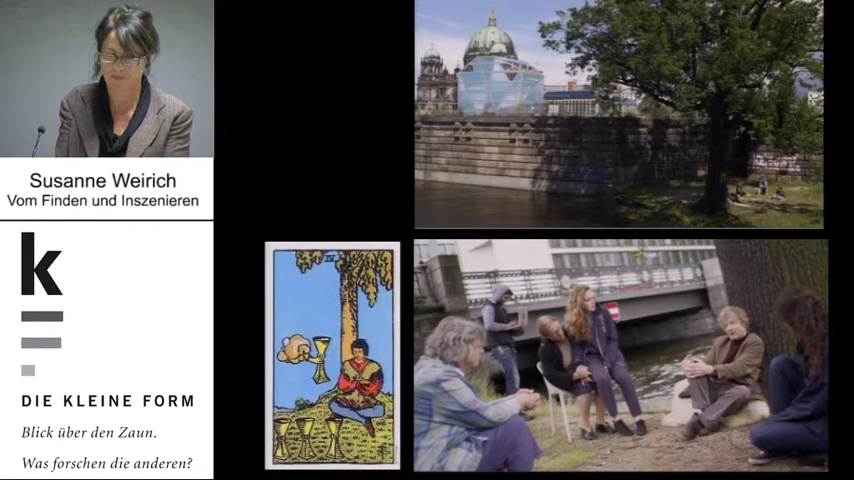 Susanne Weirich
Vom Finden und Inszenieren
k
DIE KLEINE FORM
Blick über den Zaun.
Was forschen die anderen?
IV